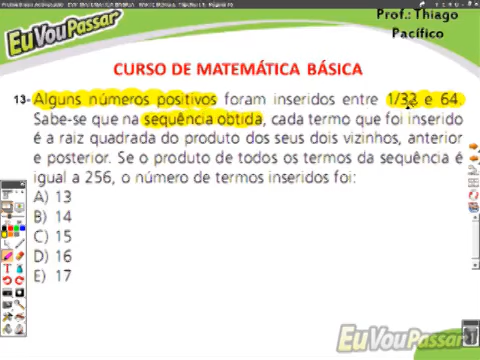 Prof.: Thiago
Pacífico
EuVouPassar
CURSO DE MATEMÁTICA BÁSICA
13- Alguns números positivos foram inseridos entre 1/32 e 64.
Sabe-se que na sequência obtida, cada termo que foi inserido
é a raiz quadrada do produto dos seus dois vizinhos, anterior
e posterior. Se o produto de todos os termos da sequência é
igual a 256, o número de termos inseridos foi:
A) 13
B) 14
C) 15
D) 16
E) 17
EuVouPassar